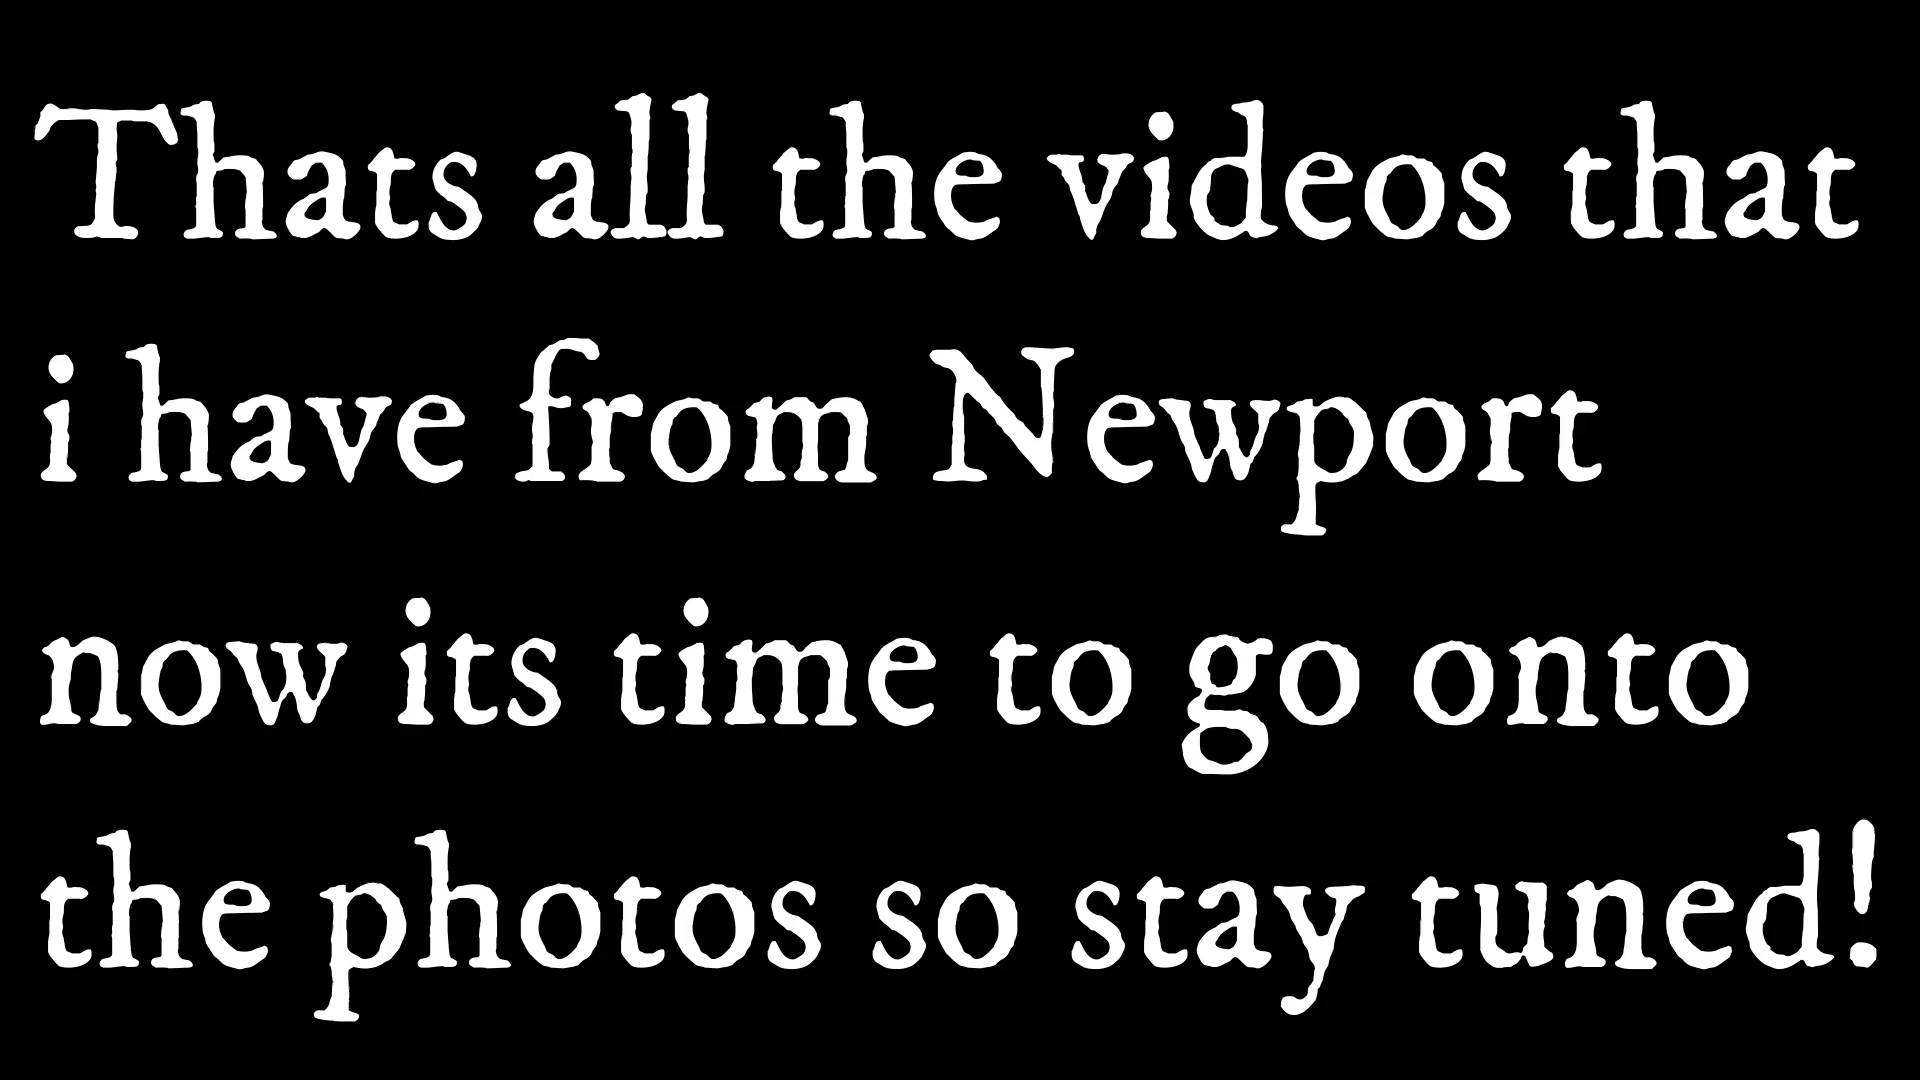 Thats all the videos that
i have from Newport
now its time to go onto
the photos so stay tuned!